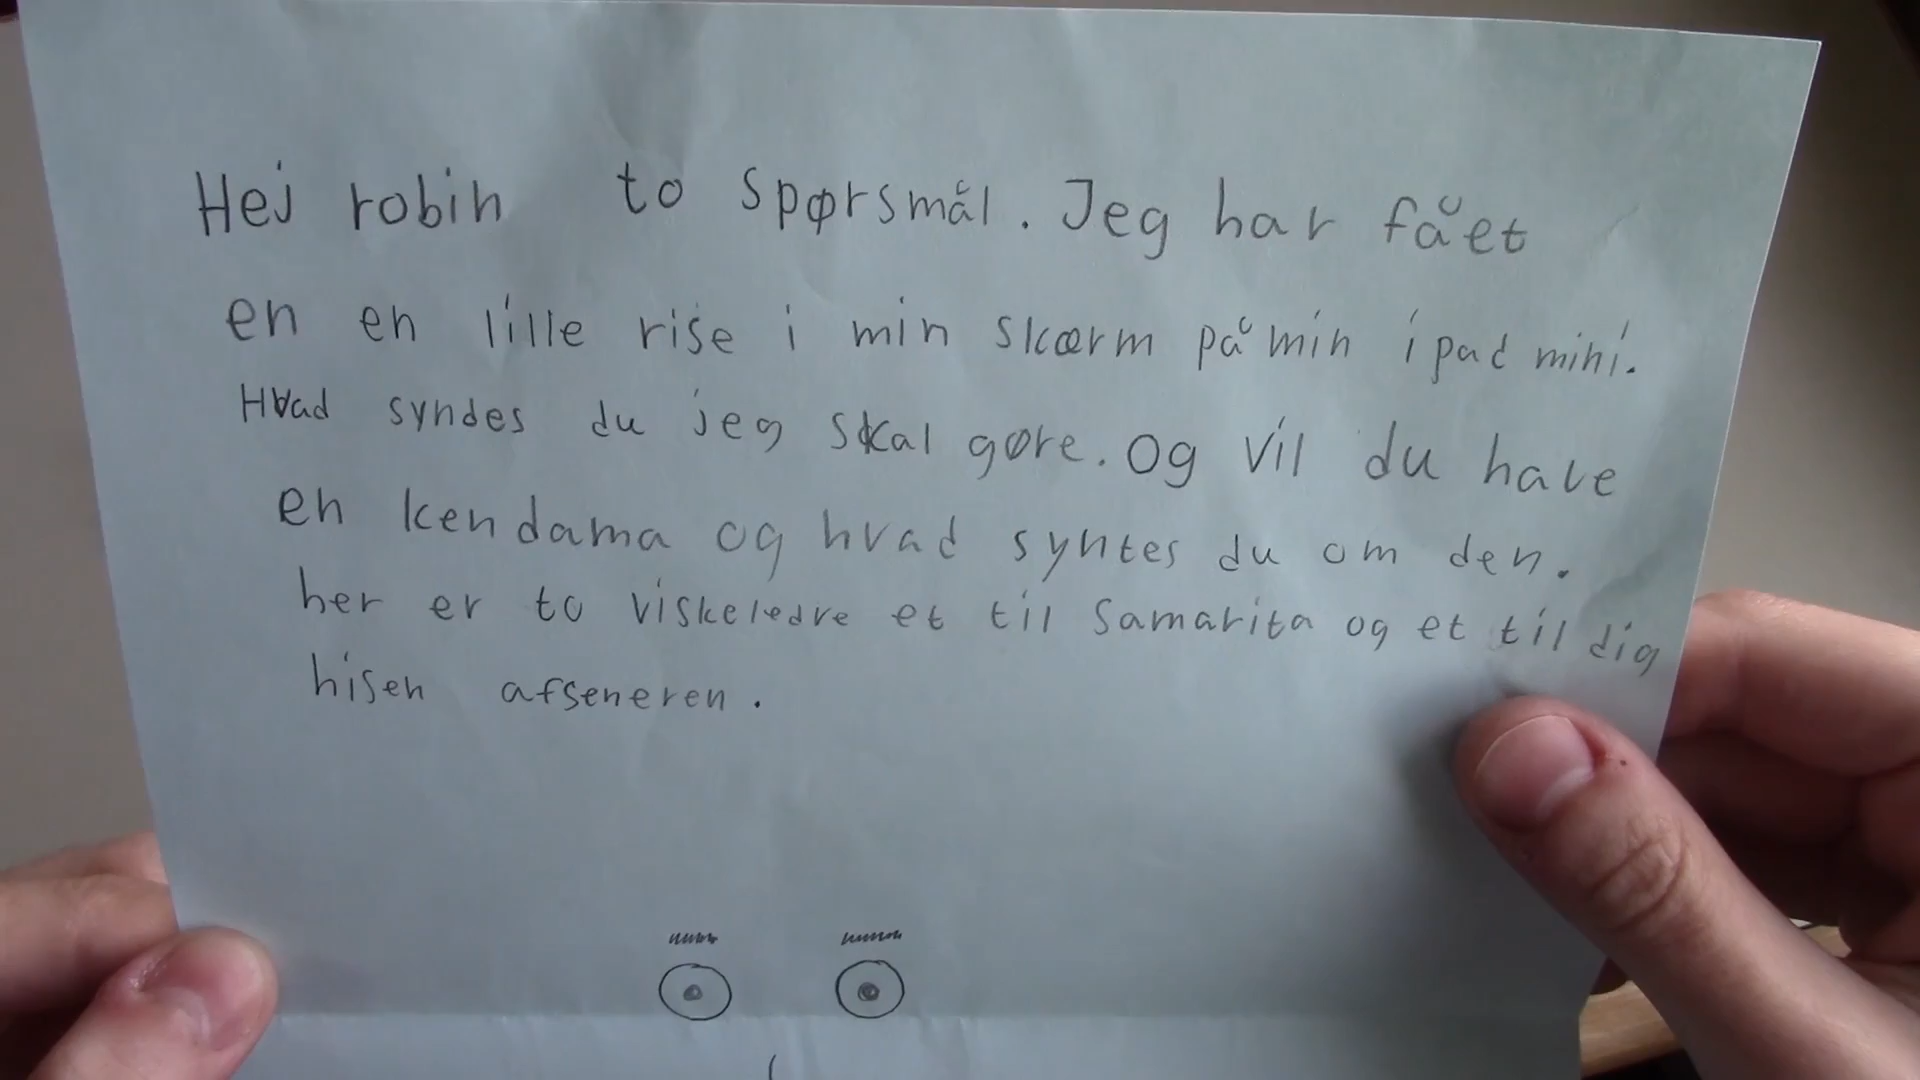 Hej robin to spørsmål. Jeg har fået
en en lille rise i min skærm på min ipad mini.
Hvad syndes du jeg skal gøre. Og vil du have
en kendama og hvad syntes du om den.
her er to viskeledre et til Samarita og et til dig
hisen afseneren.